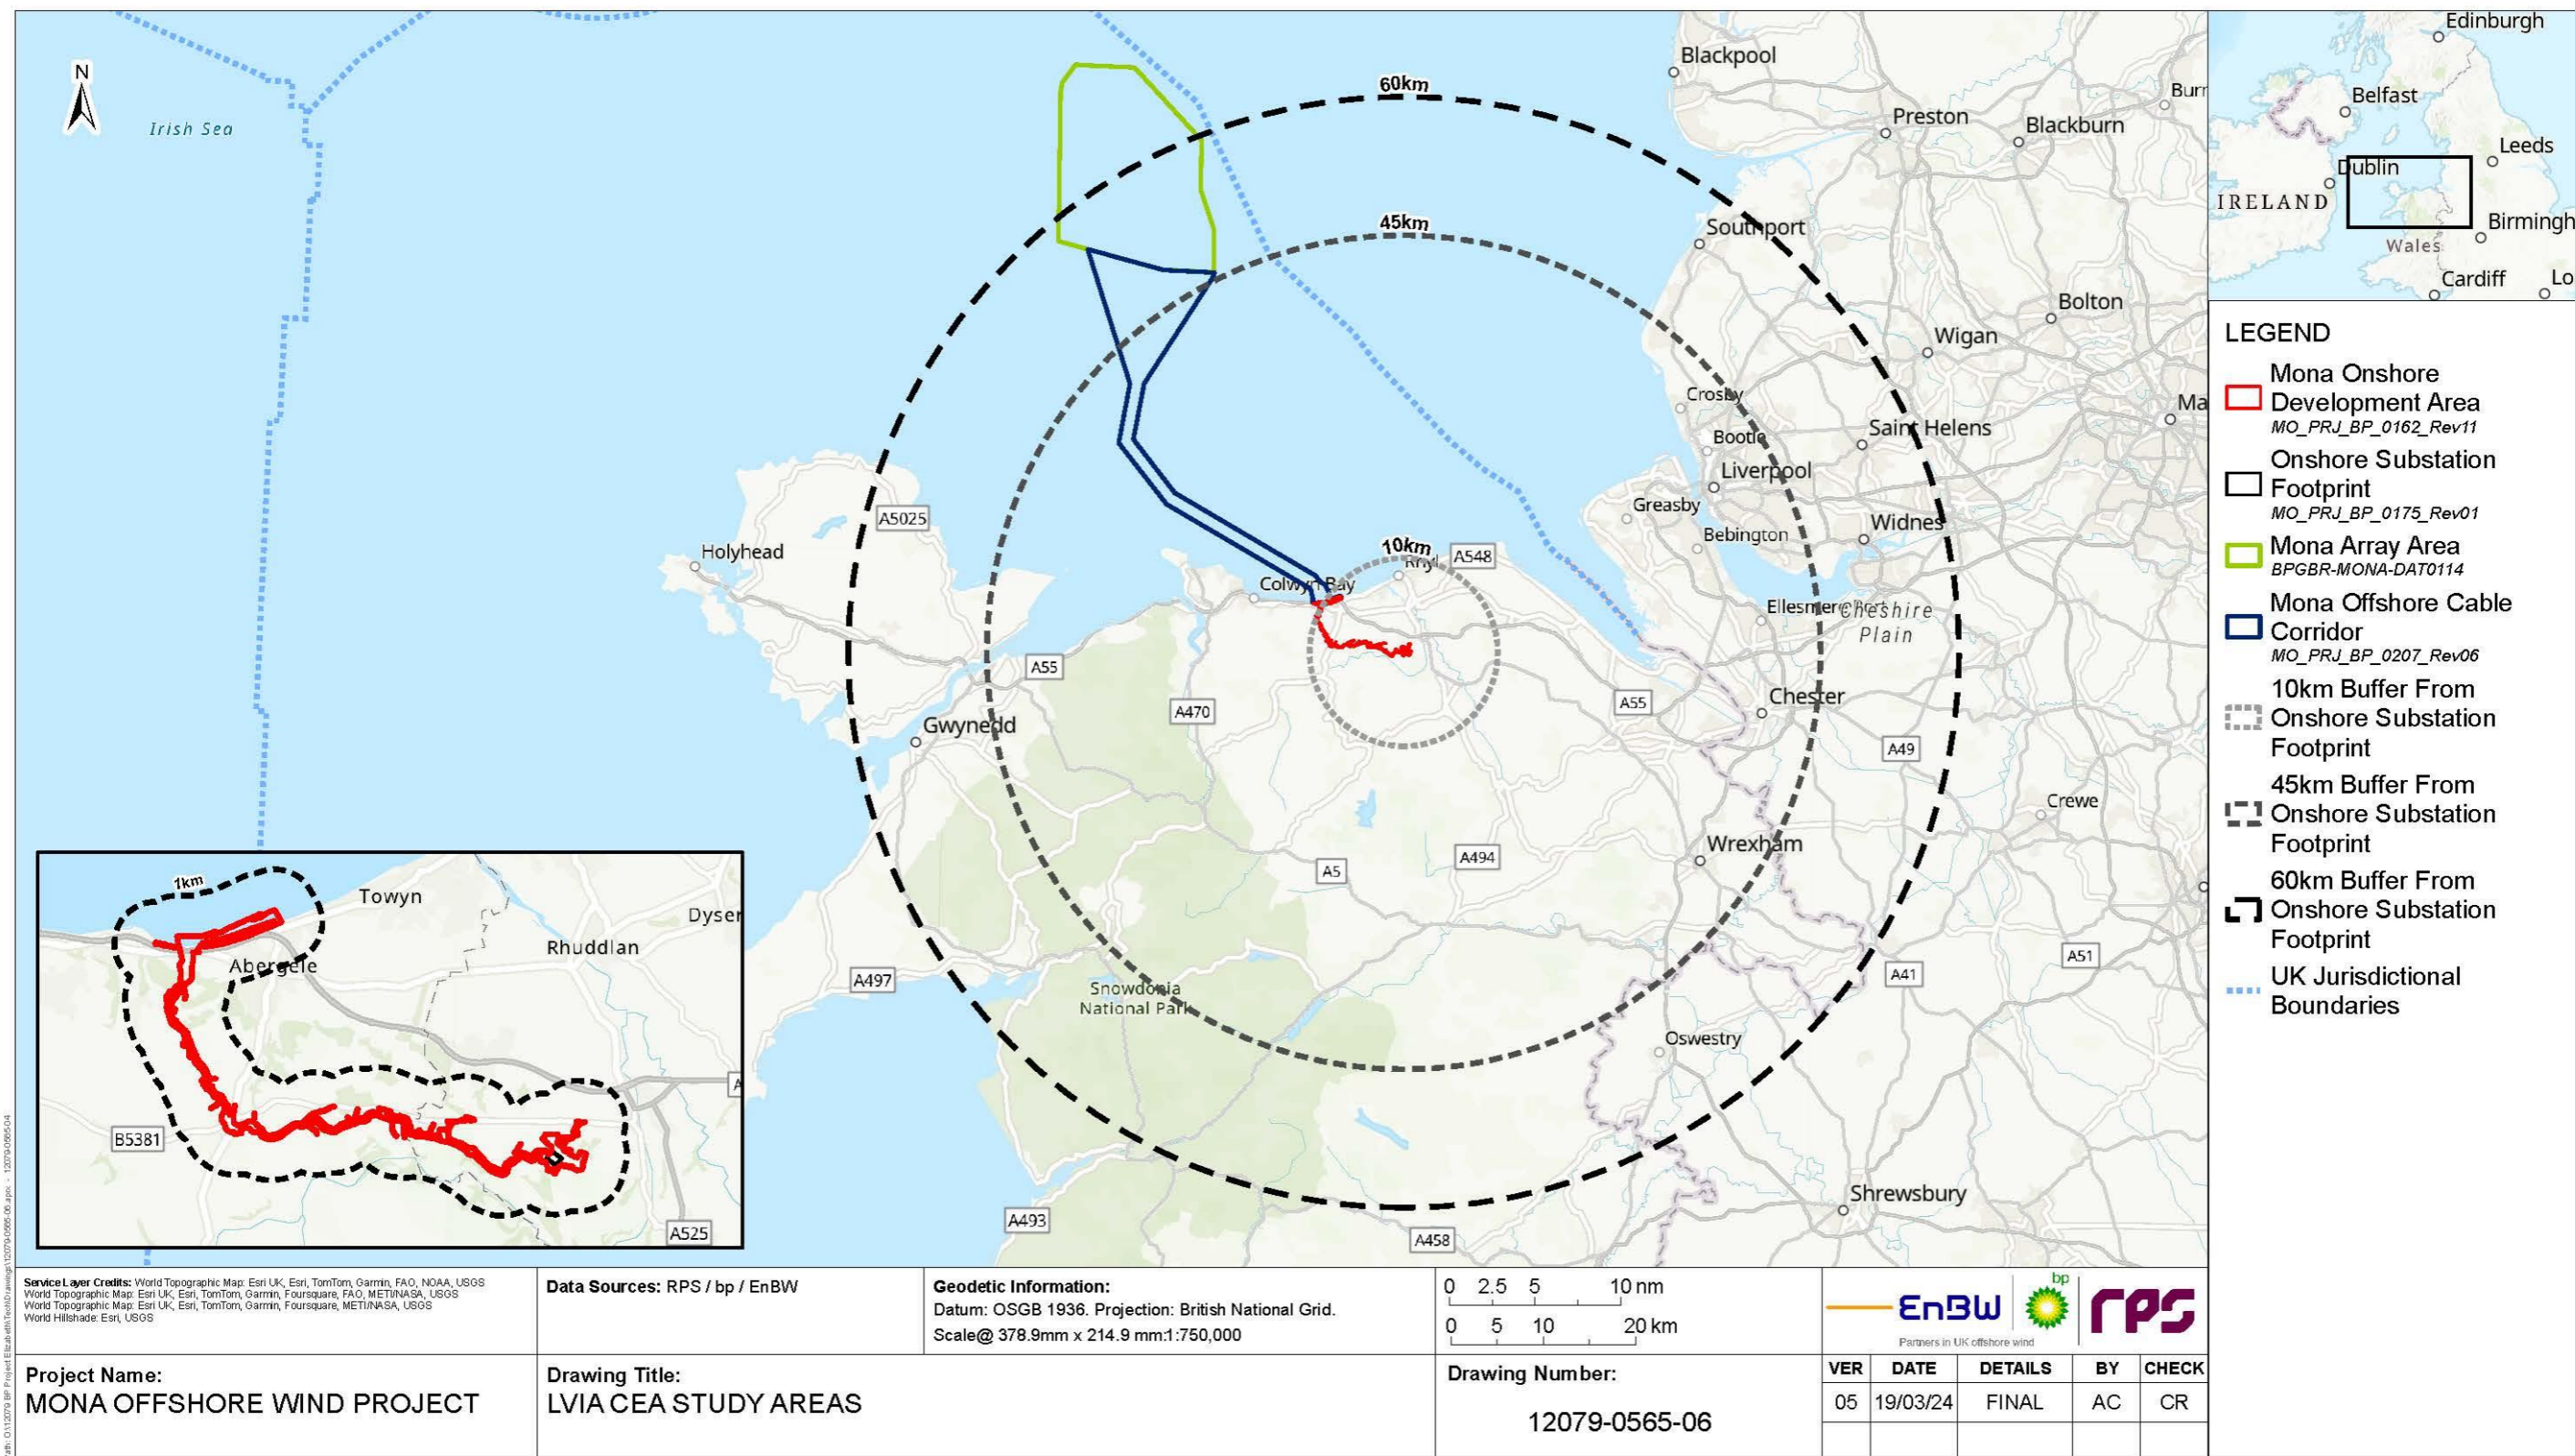 N
Irish Sea
60km
45km
10km
Blackpool
Preston
Blackburn
Burr
Southport
Bolton
Wigan
Crosby
Ma
Bootle
Saint Helens
Liverpool
Greasby
Widnes
Bebington
A5025
Holyhead
Rhyl
A548
Colwyn Bay
Cheshire
Plain
A55
A470
A55
Chester
Gwynedd
A49
Crewe
Wrexham
A5
A494
A497
Snowdonia
National Park
A41
A51
Oswestry
Shrewsbury
A493
A458
1km
Towyn
Dyser
Rhuddlan
Abergele
B5381
A
A525
Edinburgh
Belfast
Leeds
Dublin
IRELAND
Birmingh
Wales
Cardiff
Lo
LEGEND
Mona Onshore
Development Area
MO_PRJ_BP_0162_Rev11
Onshore Substation
Footprint
MO_PRJ_BP_0175_Rev01
Mona Array Area
BPGBR-MONA-DAT0114
Mona Offshore Cable
Corridor
MO_PRJ_BP_0207_Rev06
10km Buffer From
Onshore Substation
Footprint
45km Buffer From
Onshore Substation
Footprint
60km Buffer From
Onshore Substation
Footprint
UK Jurisdictional
Boundaries
Service Layer Credits: World Topographic Map: Esri UK, Esri, TomTom, Garmin, FAO, NOAA, USGS
World Topographic Map: Esri UK, Esri, TomTom, Garmin, Foursquare, FAO, METI/NASA, USGS
World Topographic Map: Esri UK, Esri, TomTom, Garmin, Foursquare, METI/NASA, USGS
World Hillshade: Esri, USGS
Data Sources: RPS / bp / EnBW
Geodetic Information:
Datum: OSGB 1936. Projection: British National Grid.
Scale@ 378.9mm x 214.9 mm:1:750,000
0 2.5 5 10 nm
0 5 10 20 km
EnBW
bp
rps
Partners in UK offshore wind
Project Name:
MONA OFFSHORE WIND PROJECT
Drawing Title:
LVIA CEA STUDY AREAS
Drawing Number:
12079-0565-06
VER DATE DETAILS BY CHECK
05 19/03/24 FINAL AC CR